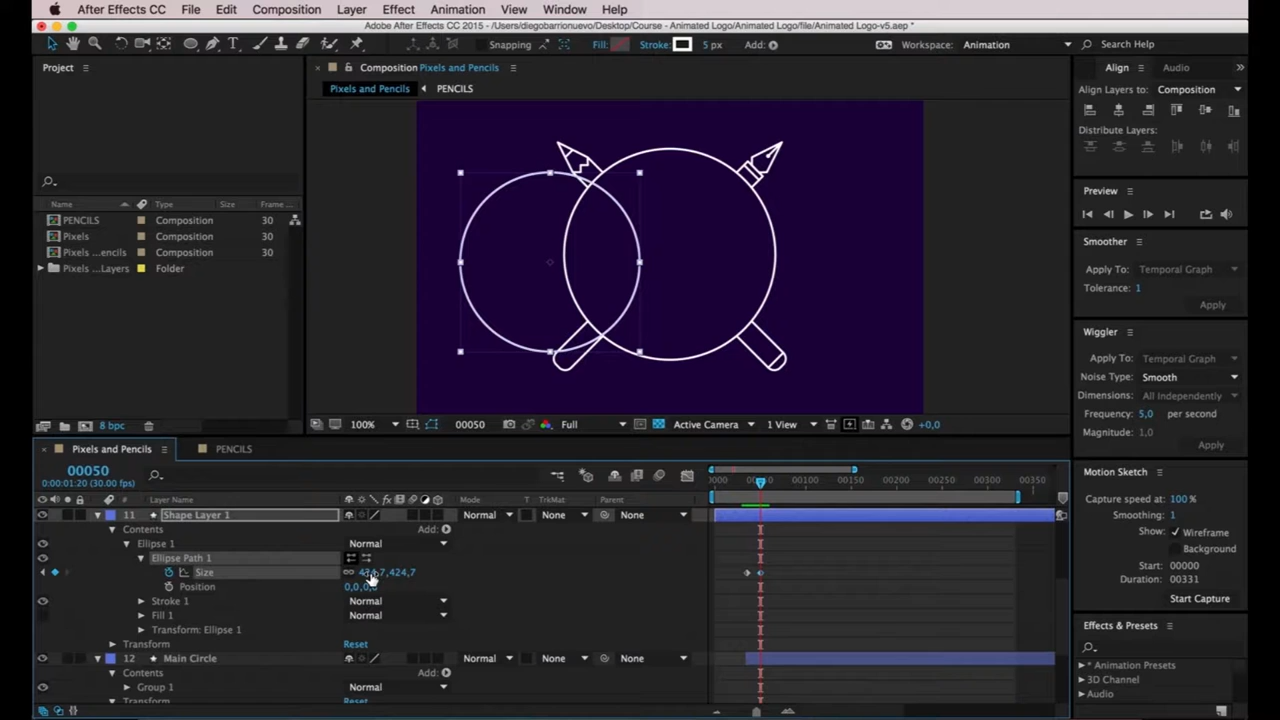 After Effects CC File Edit Composition Layer Effect Animation View Window Help
Adobe After Effects CC 2015 - /Users/diegobarrionuevo/Desktop/Course - Animated Logo/Animated Logo/file/Animated Logo-v5.aep *
Snapping Fill: Stroke: 5 px Add: Workspace: Animation Search Help
Project Composition Pixels and Pencils Align Audio
Pixels and Pencils PENCILS Align Layers to: Composition
Distribute Layers:
Name Type Size Frame... Preview
PENCILS Composition 30
Pixels Composition 30
Pixels ...encils Composition 30
Pixels ...Layers Folder
Smoother
Apply To: Temporal Graph
Tolerance: 1
Apply
Wiggler
Apply To: Temporal Graph
Noise Type: Smooth
Dimensions: All Independently
Frequency: 5,0 per second
Magnitude: 1,0
Apply
8 bpc 100% 00050 Full Active Camera 1 View +0,0
Pixels and Pencils PENCILS
00050
0:00:01:20 (30.00 fps)
0000 00100 00150 00200 00250 00300 00350
# Layer Name Mode T TrkMat Parent
11 Shape Layer 1 Normal None None
Contents Add:
Ellipse 1 Normal
Ellipse Path 1
Size 424,7
Position
Stroke 1 Normal
Fill 1 Normal
Transform: Ellipse 1
Transform Reset
12 Main Circle Normal None None
Contents Add:
Group 1 Normal
Transform Reset
Motion Sketch
Capture speed at: 100 %
Smoothing: 1
Show: Wireframe
Background
Start: 0000
Duration: 00331
Start Capture
Effects & Presets
* Animation Presets
3D Channel
Audio